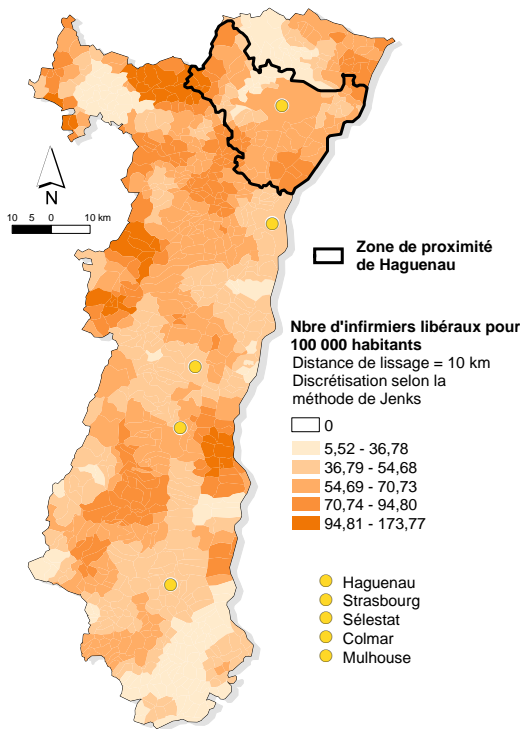 N
10 5 0 10 km
Zone de proximité
de Haguenau
Nbre d'infirmiers libéraux pour
100 000 habitants
Distance de lissage = 10 km
Discrétisation selon la
méthode de Jenks
0
5,52 - 36,78
36,79 - 54,68
54,69 - 70,73
70,74 - 94,80
94,81 - 173,77
Haguenau
Strasbourg
Sélestat
Colmar
Mulhouse